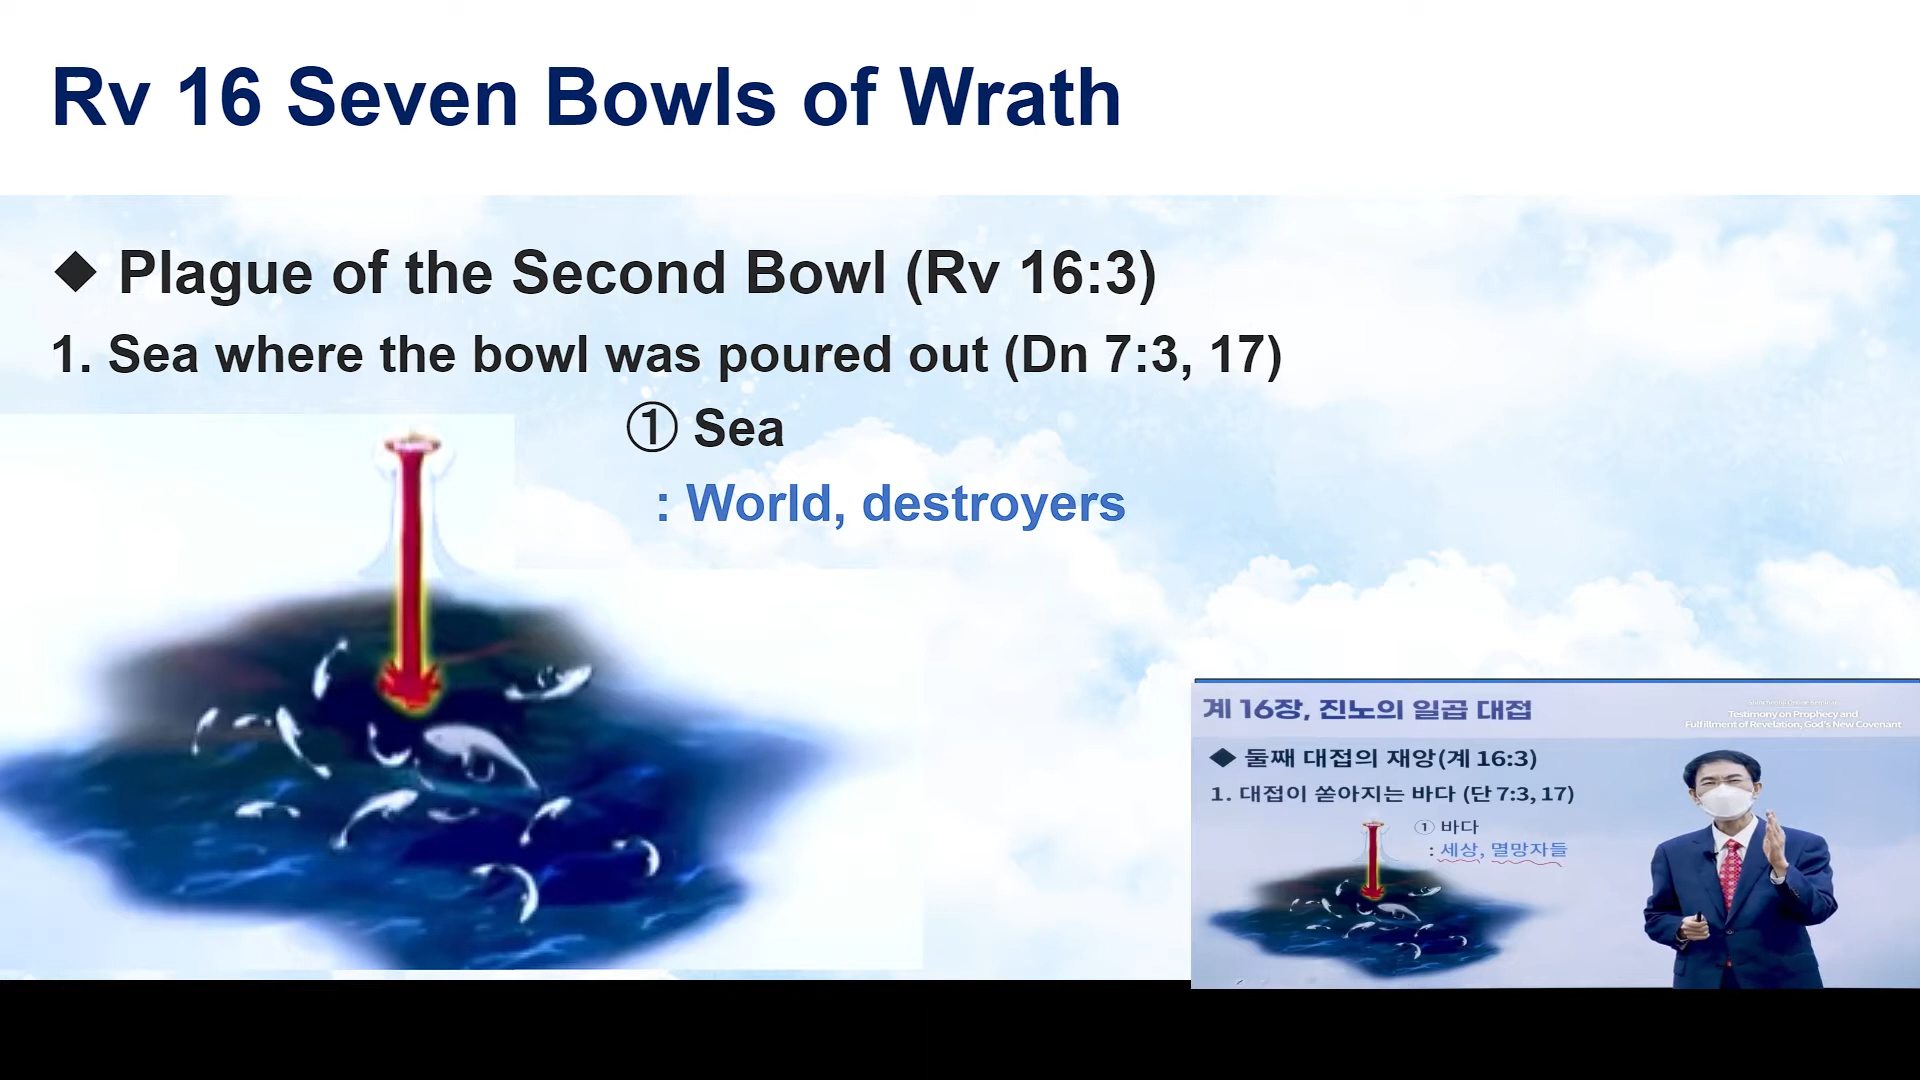 Rv 16 Seven Bowls of Wrath
◆ Plague of the Second Bowl (Rv 16:3)
1. Sea where the bowl was poured out (Dn 7:3, 17)
① Sea
: World, destroyers
계 16장, 진노의 일곱 대접
Testimony on Prophecy and
Fulfillment of Revelation, God's New Covenant
◆ 둘째 대접의 재앙(계 16:3)
1. 대접이 쏟아지는 바다 (단 7:3, 17)
① 바다
: 세상, 멸망자들